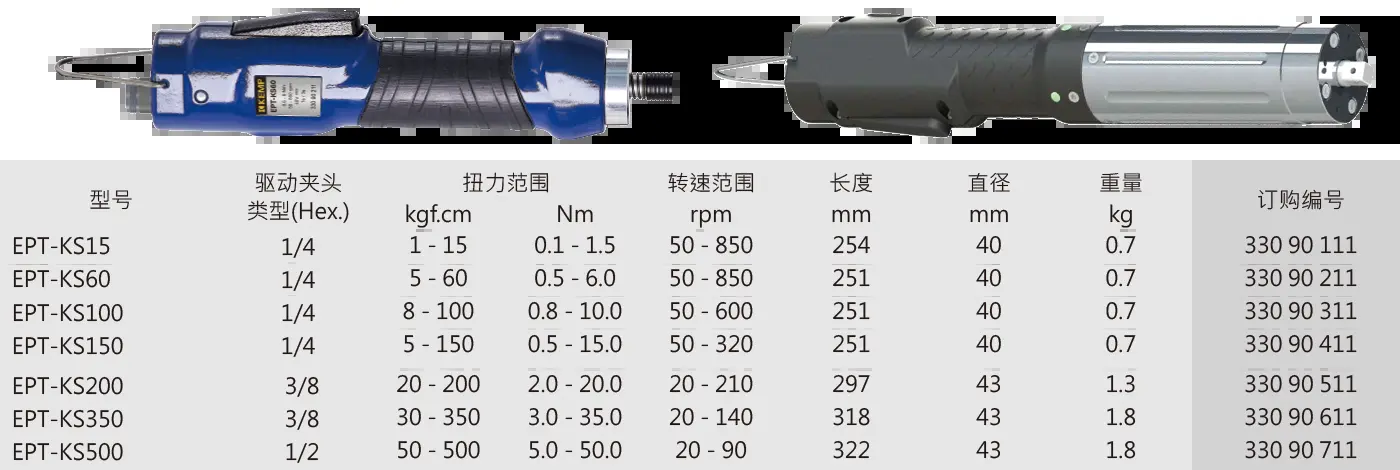 KEMP
EPT-KS60
330 90 211
型号 驱动夹头 类型(Hex.) 扭力范围 转速范围 长度 直径 重量 订购编号
kgf.cm Nm rpm mm mm kg
EPT-KS15 1/4 1 - 15 0.1 - 1.5 50 - 850 254 40 0.7 330 90 111
EPT-KS60 1/4 5 - 60 0.5 - 6.0 50 - 850 251 40 0.7 330 90 211
EPT-KS100 1/4 8 - 100 0.8 - 10.0 50 - 600 251 40 0.7 330 90 311
EPT-KS150 1/4 5 - 150 0.5 - 15.0 50 - 320 251 40 0.7 330 90 411
EPT-KS200 3/8 20 - 200 2.0 - 20.0 20 - 210 297 43 1.3 330 90 511
EPT-KS350 3/8 30 - 350 3.0 - 35.0 20 - 140 318 43 1.8 330 90 611
EPT-KS500 1/2 50 - 500 5.0 - 50.0 20 - 90 322 43 1.8 330 90 711